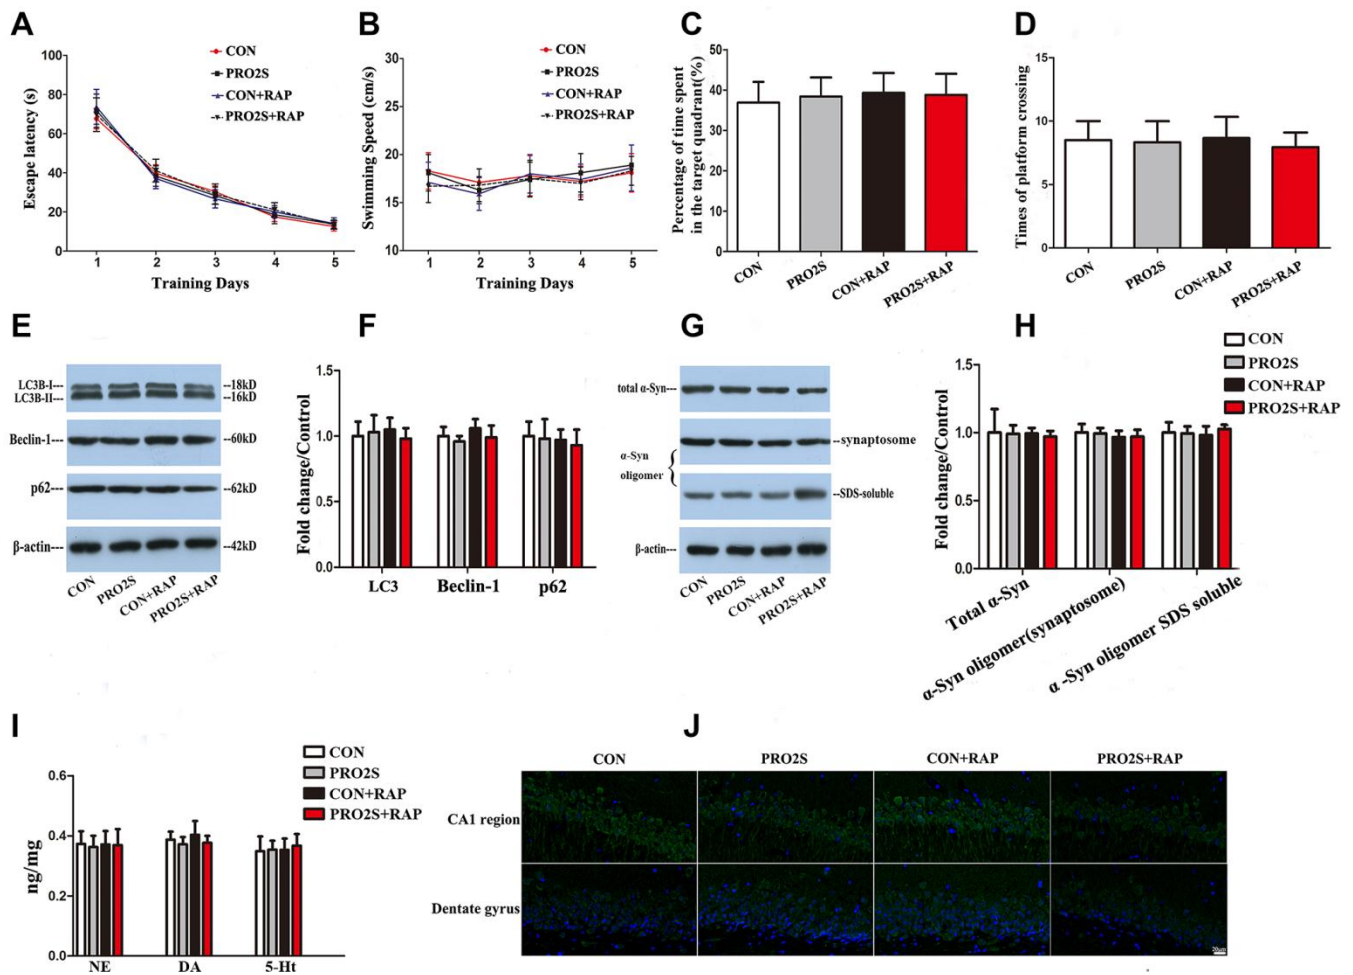 A
CON
PRO2S
CON+RAP
PRO2S+RAP
Escape latency (s)
100
80
60
40
20
0
1 2 3 4 5
Training Days
B
CON
PRO2S
CON+RAP
PRO2S+RAP
Swimming Speed (cm/s)
30
25
20
15
10
1 2 3 4 5
Training Days
C
Percentage of time spent
in the target quadrant(%)
50
40
30
20
10
0
CON PRO2S CON+RAP PRO2S+RAP
D
Times of platform crossing
15
10
5
0
CON PRO2S CON+RAP PRO2S+RAP
E
LC3B-I--- --18kD
LC3B-II--- --16kD
Beclin-1--- --60kD
p62--- --62kD
β-actin--- --42kD
CON PRO2S CON+RAP PRO2S+RAP
F
Fold change/Control
1.5
1.0
0.5
0.0
LC3 Beclin-1 p62
G
total α-Syn---
--synaptosome
α-Syn
oligomer
--SDS-soluble
β-actin---
CON PRO2S CON+RAP PRO2S+RAP
H
CON
PRO2S
CON+RAP
PRO2S+RAP
Fold change/Control
1.5
1.0
0.5
0.0
Total α-Syn
α-Syn oligomer(synaptosome)
α -Syn oligomer SDS soluble
I
CON
PRO2S
CON+RAP
PRO2S+RAP
ng/mg
0.6
0.4
0.2
0.0
NE DA 5-Ht
J
CON PRO2S CON+RAP PRO2S+RAP
CA1 region
Dentate gyrus
20μm